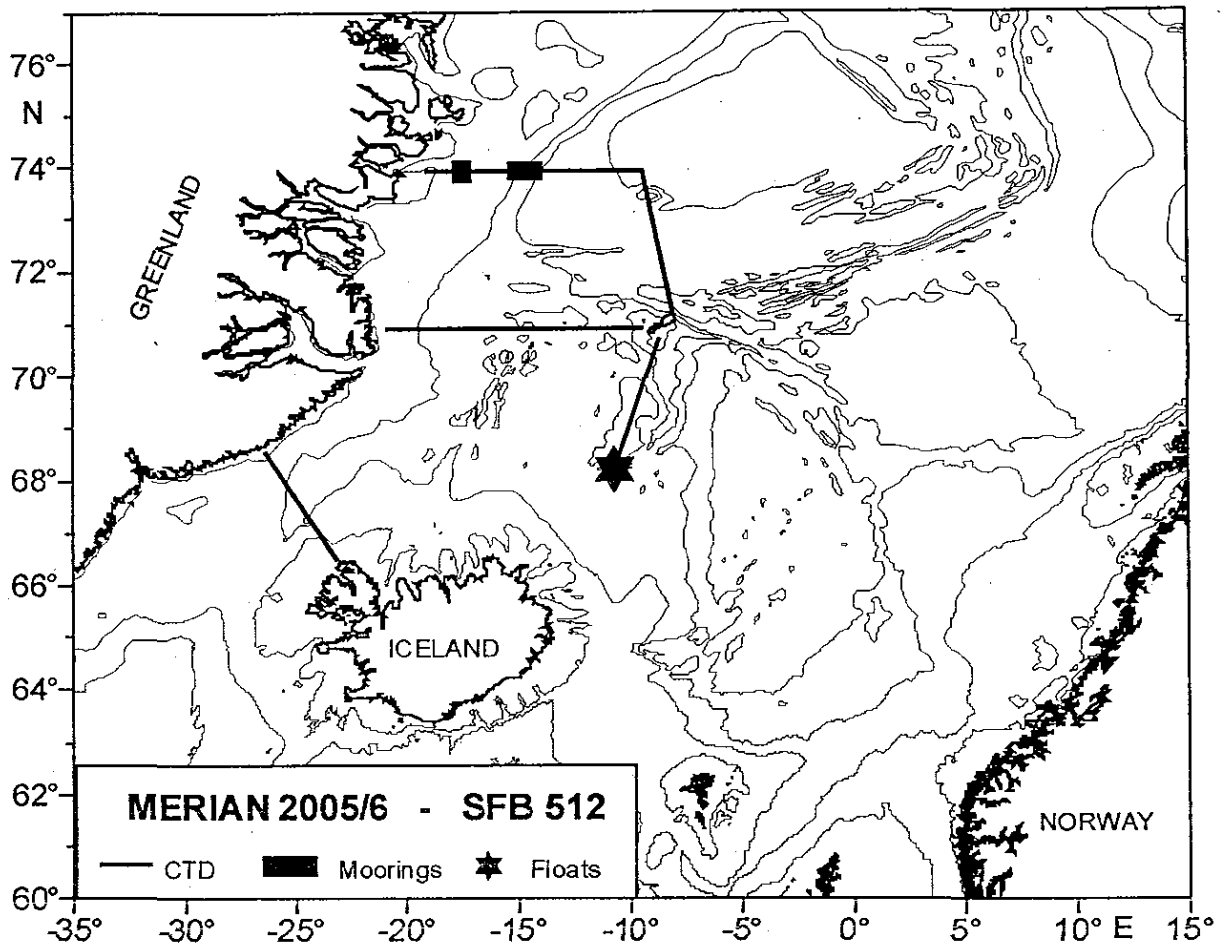 76°
N
74°
72°
70°
68°
66°
64°
62°
60°
GREENLAND
ICELAND
NORWAY
MERIAN 2005/6 - SFB 512
CTD Moorings Floats
-35° -30° -25° -20° -15° -10° -5° 0° 5° 10° E 15°